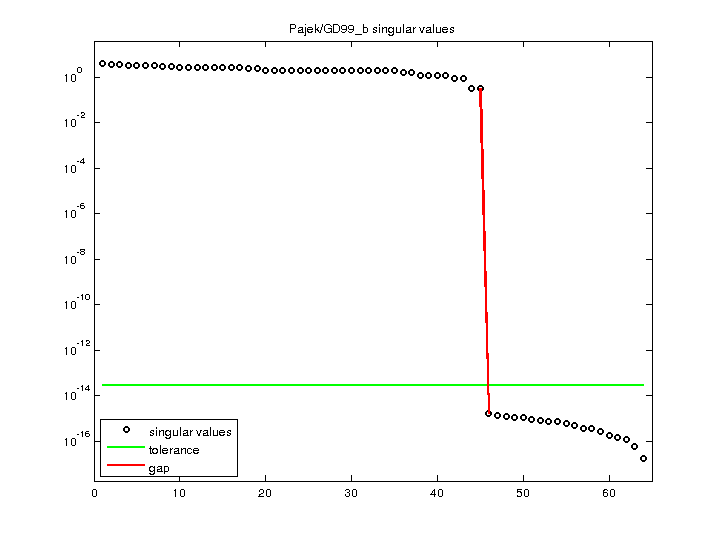 Pajek/GD99_b singular values
10^0
10^-2
10^-4
10^-6
10^-8
10^-10
10^-12
10^-14
10^-16
singular values
tolerance
gap
0 10 20 30 40 50 60